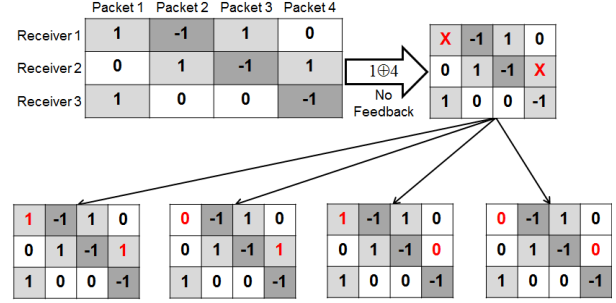 Packet 1 Packet 2 Packet 3 Packet 4
Receiver 1 1 -1 1 0
Receiver 2 0 1 -1 1
Receiver 3 1 0 0 -1
1⊕4
No
Feedback
X -1 1 0
0 1 -1 X
1 0 0 -1
1 -1 1 0
0 1 -1 1
1 0 0 -1
0 -1 1 0
0 1 -1 1
1 0 0 -1
1 -1 1 0
0 1 -1 0
1 0 0 -1
0 -1 1 0
0 1 -1 0
1 0 0 -1